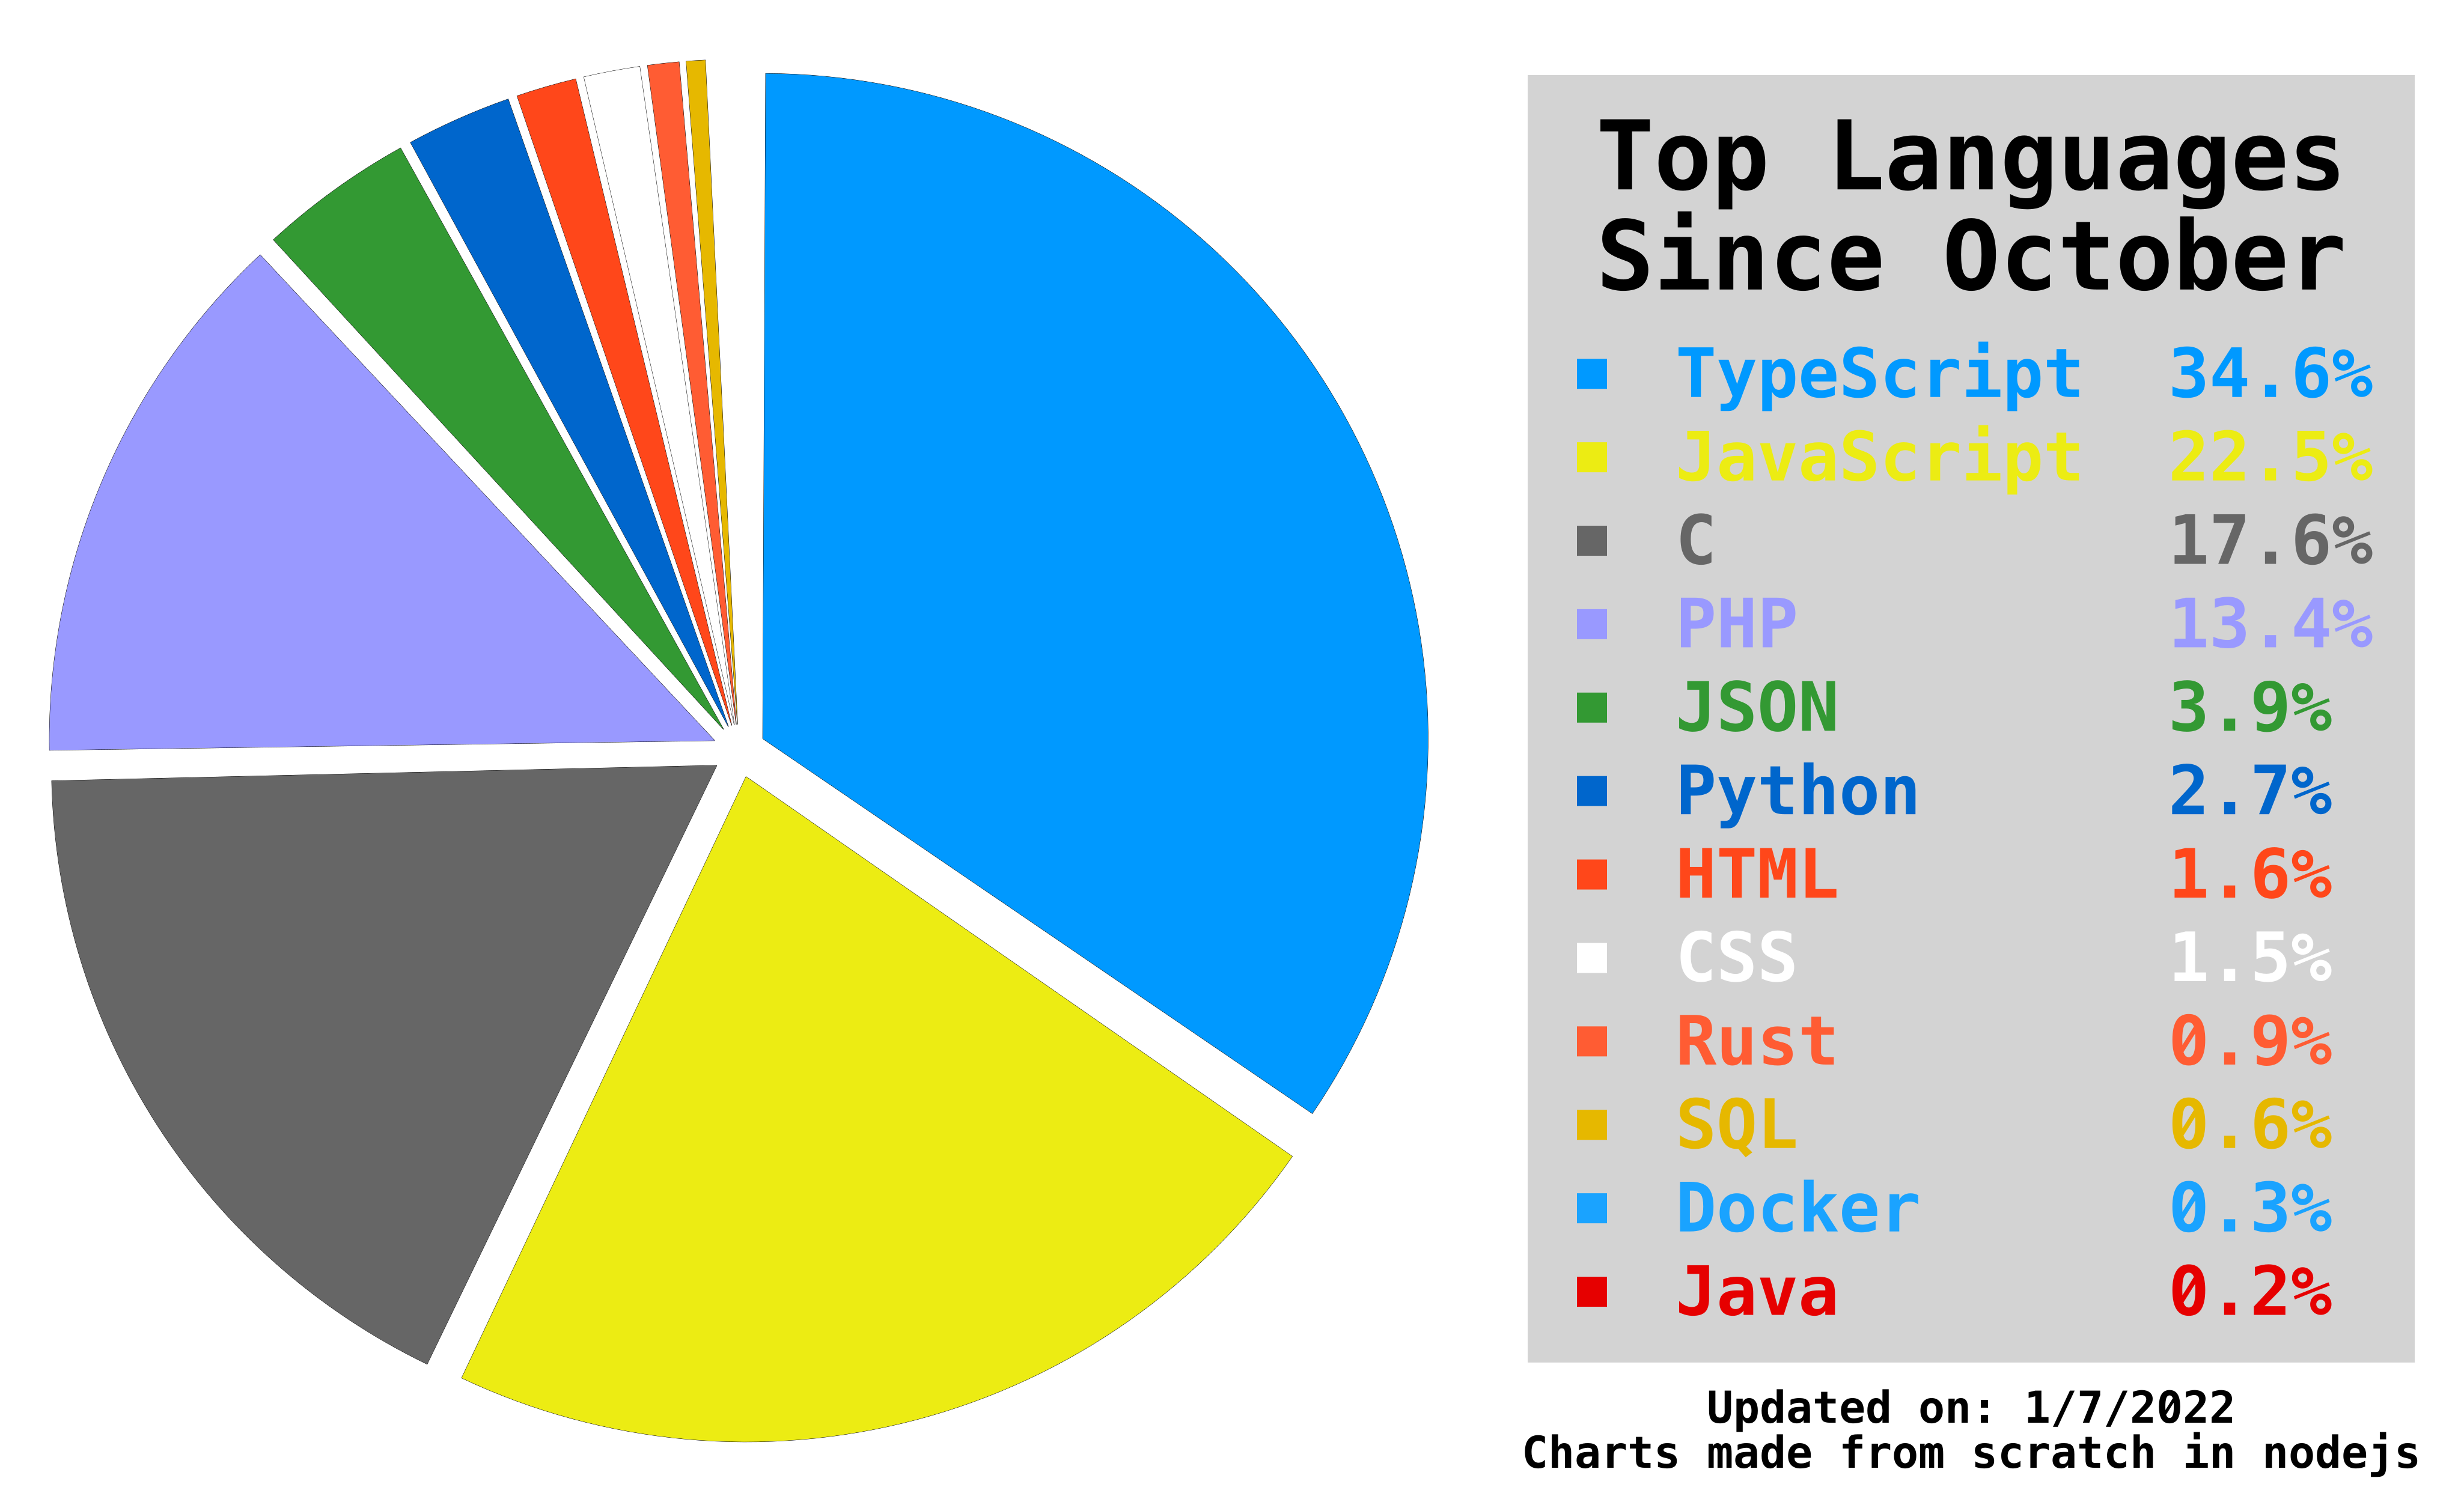 Top Languages
Since October
TypeScript 34.6%
JavaScript 22.5%
C 17.6%
PHP 13.4%
JSON 3.9%
Python 2.7%
HTML 1.6%
CSS 1.5%
Rust 0.9%
SQL 0.6%
Docker 0.3%
Java 0.2%
Updated on: 1/7/2022
Charts made from scratch in nodejs